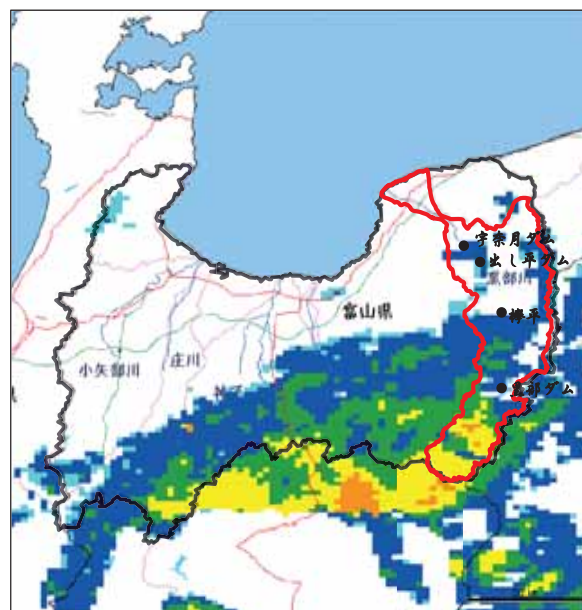 宇奈月ダム
出し平ダム
黒部川
富山県
欅平
小矢部川
庄川
黒部ダム